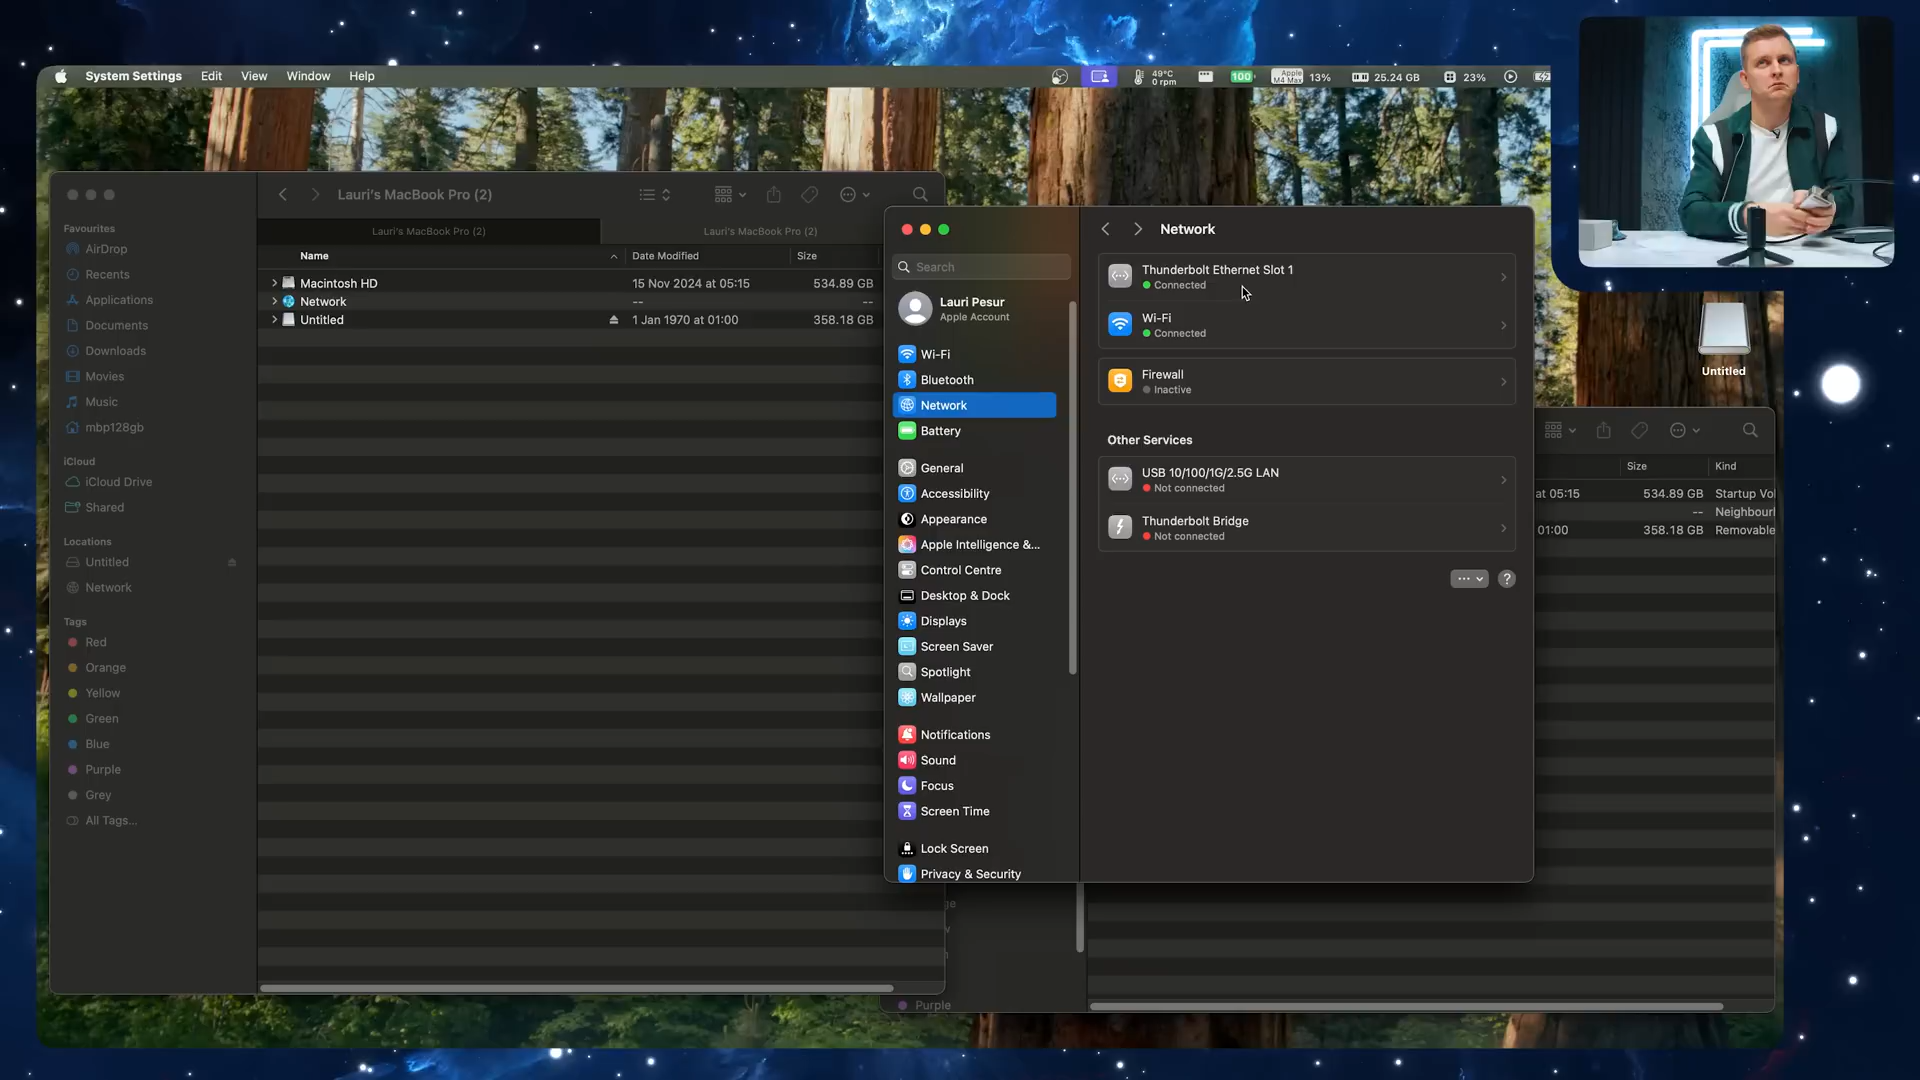 System Settings Edit View Window Help
49°C
0 rpm
100
Apple
M4 Max
13%
25.24 GB
23%
Lauri's MacBook Pro (2)
Lauri's MacBook Pro (2)
Lauri's MacBook Pro (2)
Favourites
AirDrop
Recents
Applications
Documents
Downloads
Movies
Music
mbp128gb
iCloud
iCloud Drive
Shared
Locations
Untitled
Network
Tags
Red
Orange
Yellow
Green
Blue
Purple
Grey
All Tags...
Name Date Modified Size
Macintosh HD 15 Nov 2024 at 05:15 534.89 GB
Network -- --
Untitled 1 Jan 1970 at 01:00 358.18 GB
Search
Lauri Pesur
Apple Account
Wi-Fi
Bluetooth
Network
Battery
General
Accessibility
Appearance
Apple Intelligence &...
Control Centre
Desktop & Dock
Displays
Screen Saver
Spotlight
Wallpaper
Notifications
Sound
Focus
Screen Time
Lock Screen
Privacy & Security
Network
Thunderbolt Ethernet Slot 1
Connected
Wi-Fi
Connected
Firewall
Inactive
Other Services
USB 10/100/1G/2.5G LAN
Not connected
Thunderbolt Bridge
Not connected
?
Untitled
Size Kind
at 05:15 534.89 GB Startup Vol
-- Neighbour
01:00 358.18 GB Removable
Purple